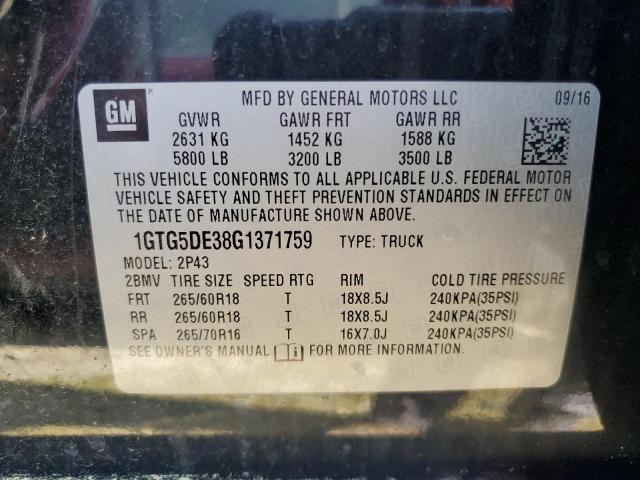 GM
MFD BY GENERAL MOTORS LLC 09/16
GVWR GAWR FRT GAWR RR
2631 KG 1452 KG 1588 KG
5800 LB 3200 LB 3500 LB
THIS VEHICLE CONFORMS TO ALL APPLICABLE U.S. FEDERAL MOTOR
VEHICLE SAFETY AND THEFT PREVENTION STANDARDS IN EFFECT ON
THE DATE OF MANUFACTURE SHOWN ABOVE.
1GTG5DE38G1371759 TYPE: TRUCK
MODEL: 2P43
2BMV TIRE SIZE SPEED RTG RIM COLD TIRE PRESSURE
FRT 265/60R18 T 18X8.5J 240KPA(35PSI)
RR 265/60R18 T 18X8.5J 240KPA(35PSI)
SPA 265/70R16 T 16X7.0J 240KPA(35PSI)
SEE OWNER'S MANUAL FOR MORE INFORMATION.